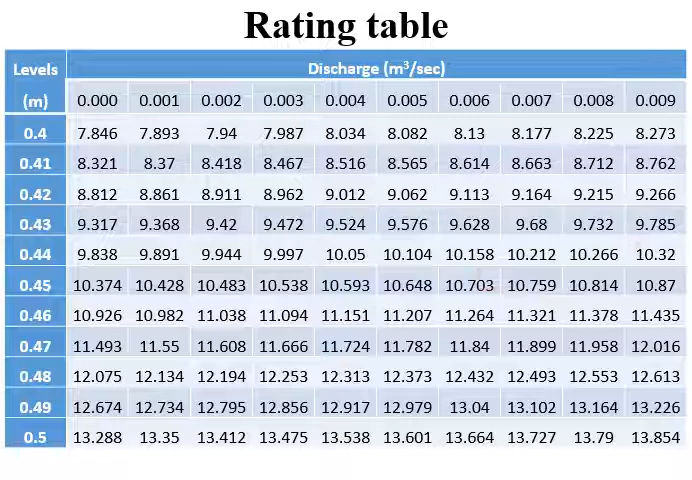 Rating table
Levels Discharge (m³/sec)
(m) 0.000 0.001 0.002 0.003 0.004 0.005 0.006 0.007 0.008 0.009
0.4 7.846 7.893 7.94 7.987 8.034 8.082 8.13 8.177 8.225 8.273
0.41 8.321 8.37 8.418 8.467 8.516 8.565 8.614 8.663 8.712 8.762
0.42 8.812 8.861 8.911 8.962 9.012 9.062 9.113 9.164 9.215 9.266
0.43 9.317 9.368 9.42 9.472 9.524 9.576 9.628 9.68 9.732 9.785
0.44 9.838 9.891 9.944 9.997 10.05 10.104 10.158 10.212 10.266 10.32
0.45 10.374 10.428 10.483 10.538 10.593 10.648 10.703 10.759 10.814 10.87
0.46 10.926 10.982 11.038 11.094 11.151 11.207 11.264 11.321 11.378 11.435
0.47 11.493 11.55 11.608 11.666 11.724 11.782 11.84 11.899 11.958 12.016
0.48 12.075 12.134 12.194 12.253 12.313 12.373 12.432 12.493 12.553 12.613
0.49 12.674 12.734 12.795 12.856 12.917 12.979 13.04 13.102 13.164 13.226
0.5 13.288 13.35 13.412 13.475 13.538 13.601 13.664 13.727 13.79 13.854